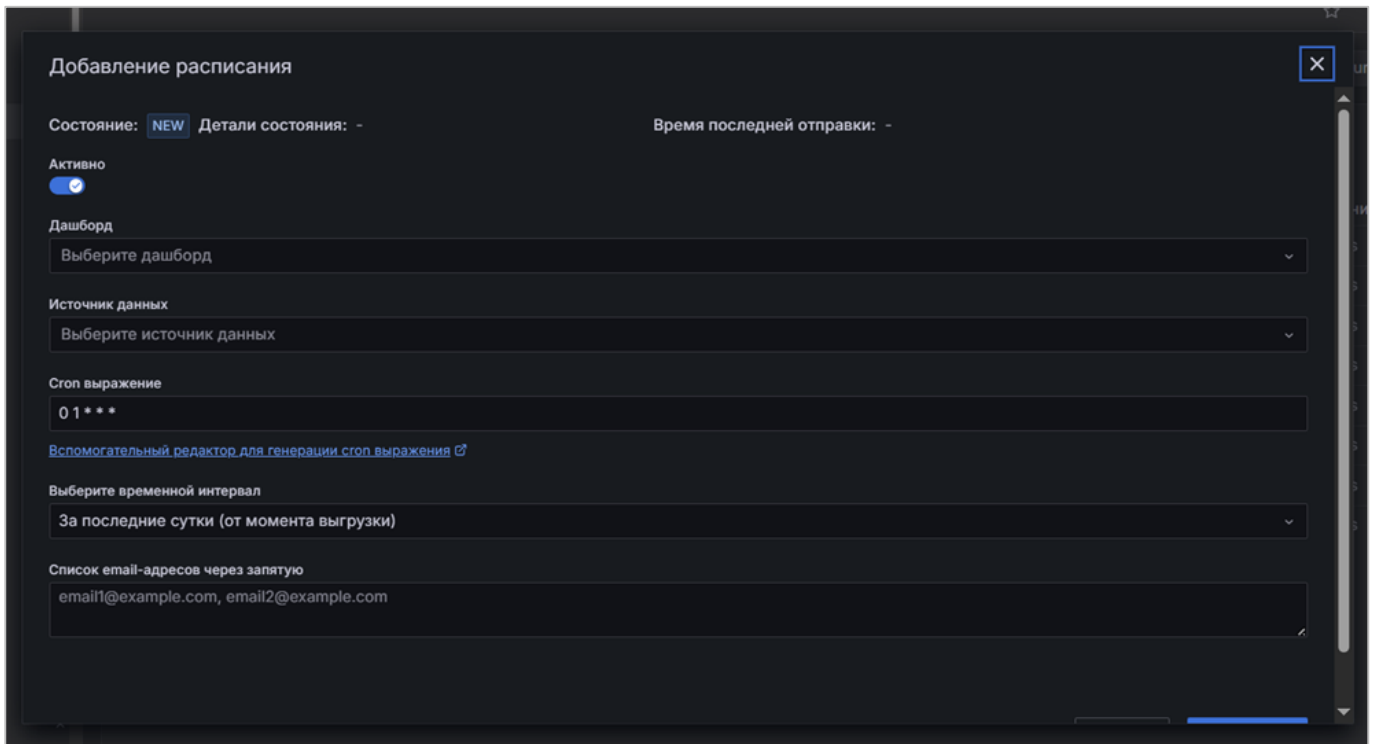 Добавление расписания
Состояние: NEW Детали состояния: - Время последней отправки: -
Активно
Дашборд
Выберите дашборд
Источник данных
Выберите источник данных
Cron выражение
0 1 * * *
Вспомогательный редактор для генерации cron выражения
Выберите временной интервал
За последние сутки (от момента выгрузки)
Список email-адресов через запятую
email1@example.com, email2@example.com